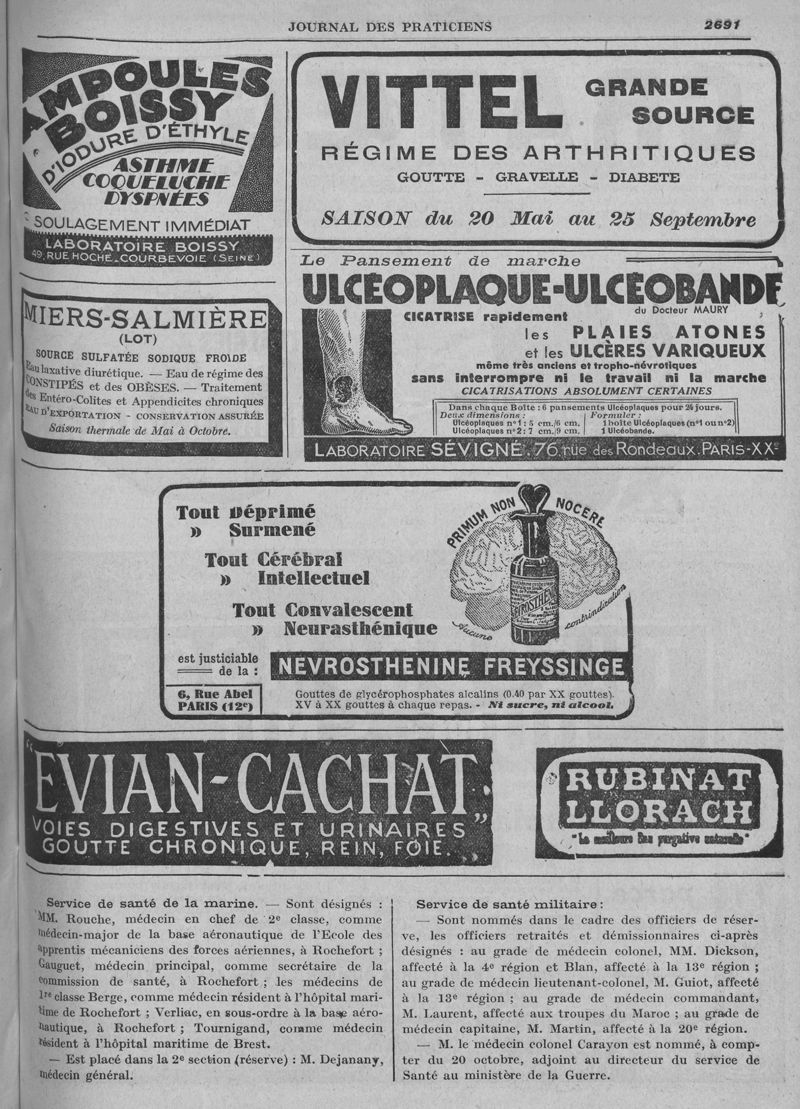 JOURNAL DES PRATICIENS
2691
AMPOULES
BOISSY
D'IODURE D'ÉTHYLE
ASTHME
COQUELUCHE
DYSPNÉES
SOULAGEMENT IMMÉDIAT
LABORATOIRE BOISSY
49, RUE HOCHE_COURBEVOIE (SEINE)
VITTEL GRANDE
SOURCE
RÉGIME DES ARTHRITIQUES
GOUTTE - GRAVELLE - DIABETE
SAISON du 20 Mai au 25 Septembre
MIERS-SALMIÈRE
(LOT)
SOURCE SULFATÉE SODIQUE FROIDE
Eau laxative diurétique. — Eau de régime des
CONSTIPÉS et des OBÈSES. — Traitement
des Entéro-Colites et Appendicites chroniques
EAU D'EXPORTATION - CONSERVATION ASSURÉE
Saison thermale de Mai à Octobre.
Le Pansement de marche
ULCÉOPLAQUE-ULCÉOBANDE
du Docteur MAURY
CICATRISE rapidement
les PLAIES ATONES
et les ULCÈRES VARIQUEUX
même très anciens et tropho-névrotiques
sans interrompre ni le travail ni la marche
CICATRISATIONS ABSOLUMENT CERTAINES
Dans chaque Boîte : 6 pansements Ulcéoplaques pour 24 jours.
Deux dimensions :
Ulcéoplaques nº1 : 5 cm./6 cm.
Ulcéoplaques nº2 : 7 cm./9 cm.
Formuler :
1 boîte Ulcéoplaques (nº1 ou nº2)
1 Ulcéobande.
LABORATOIRE SÉVIGNÉ. 76, rue des Rondeaux. PARIS-XXe
Tout Déprimé
» Surmené
Tout Cérébral
» Intellectuel
Tout Convalescent
» Neurasthénique
PRIMUM NON NOCERE
Aucune contrindication
est justiciable
de la :
NEVROSTHENINE FREYSSINGE
6, Rue Abel
PARIS (12e)
Gouttes de glycérophosphates alcalins (0.40 par XX gouttes).
XV à XX gouttes à chaque repas. - Ni sucre, ni alcool.
"EVIAN-CACHAT"
VOIES DIGESTIVES ET URINAIRES
GOUTTE CHRONIQUE, REIN, FOIE.
RUBINAT
LLORACH
"La meilleure Eau purgative naturelle"
Service de santé de la marine. — Sont désignés :
MM. Rouche, médecin en chef de 2e classe, comme
médecin-major de la base aéronautique de l'Ecole des
apprentis mécaniciens des forces aériennes, à Rochefort ;
Gauguet, médecin principal, comme secrétaire de la
commission de santé, à Rochefort ; les médecins de
1re classe Berge, comme médecin résident à l'hôpital mari-
time de Rochefort ; Verliac, en sous-ordre à la base aéro-
nautique, à Rochefort ; Tournigand, comme médecin
résident à l'hôpital maritime de Brest.
— Est placé dans la 2e section (réserve) : M. Dejanany,
médecin général.
Service de santé militaire :
— Sont nommés dans le cadre des officiers de réser-
ve, les officiers retraités et démissionnaires ci-après
désignés : au grade de médecin colonel, MM. Dickson,
affecté à la 4e région et Blan, affecté à la 13e région ;
au grade de médecin lieutenant-colonel, M. Guiot, affecté
à la 13e région ; au grade de médecin commandant,
M. Laurent, affecté aux troupes du Maroc ; au grade de
médecin capitaine, M. Martin, affecté à la 20e région.
— M. le médecin colonel Carayon est nommé, à comp-
ter du 20 octobre, adjoint au directeur du service de
Santé au ministère de la Guerre.